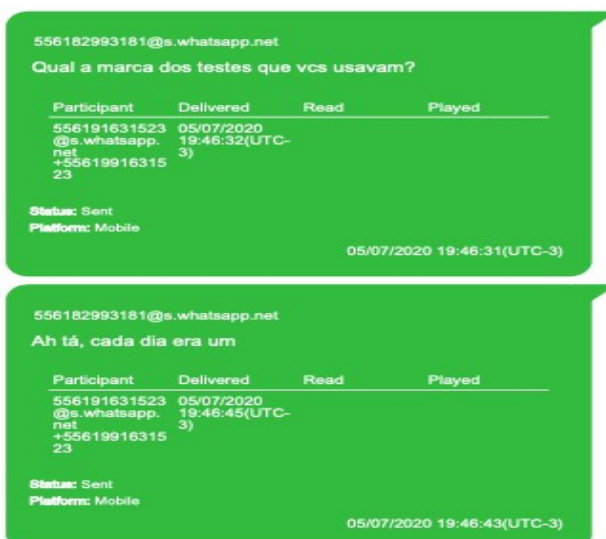 556182993181@s.whatsapp.net
Qual a marca dos testes que vcs usavam?
Participant Delivered Read Played
556191631523 05/07/2020
@s.whatsapp. 19:46:32(UTC-
net 3)
+55619916315
23
Status: Sent
Platform: Mobile
05/07/2020 19:46:31(UTC-3)
556182993181@s.whatsapp.net
Ah tá, cada dia era um
Participant Delivered Read Played
556191631523 05/07/2020
@s.whatsapp. 19:46:45(UTC-
net 3)
+55619916315
23
Status: Sent
Platform: Mobile
05/07/2020 19:46:43(UTC-3)